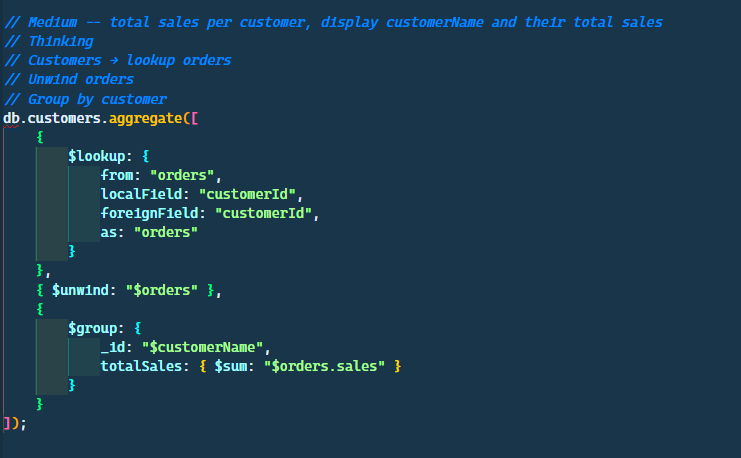 // Medium -- total sales per customer, display customerName and their total sales
// Thinking
// Customers → lookup orders
// Unwind orders
// Group by customer
db.customers.aggregate([
    {
        $lookup: {
            from: "orders",
            localField: "customerId",
            foreignField: "customerId",
            as: "orders"
        }
    },
    { $unwind: "$orders" },
    {
        $group: {
            _id: "$customerName",
            totalSales: { $sum: "$orders.sales" }
        }
    }
]);